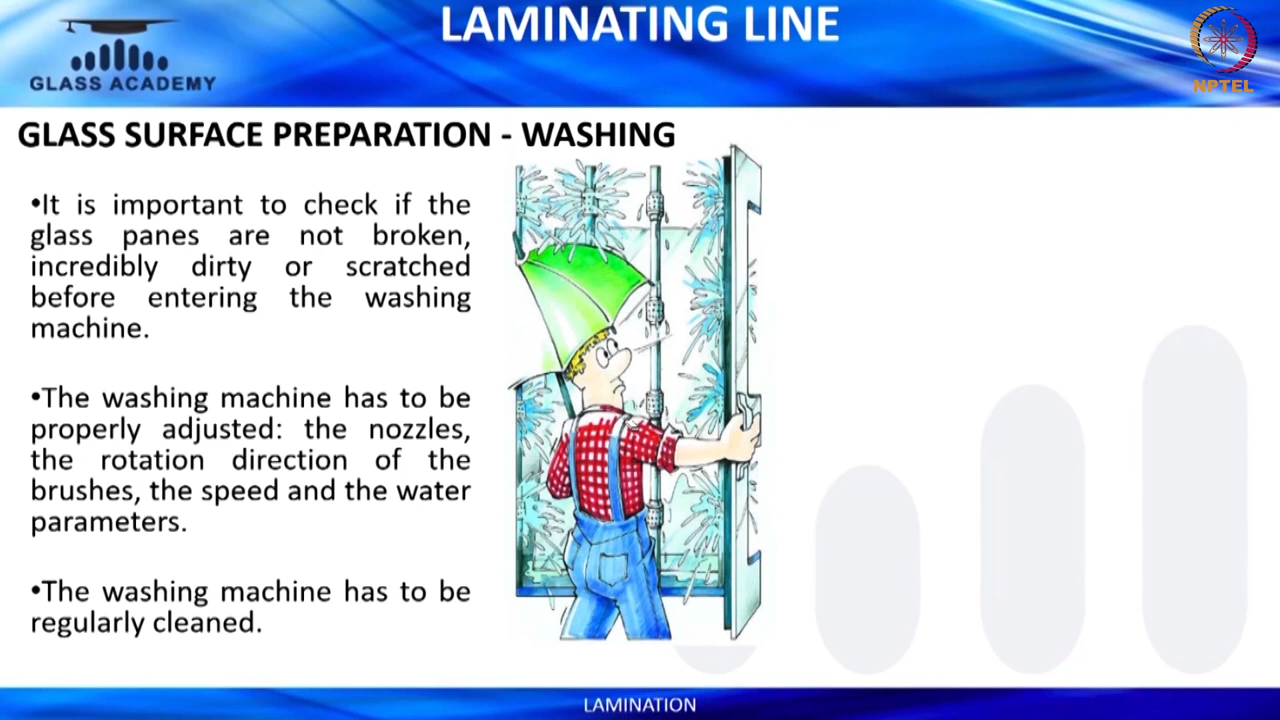 LAMINATING LINE
GLASS ACADEMY
NPTEL
GLASS SURFACE PREPARATION - WASHING
•It is important to check if the
glass panes are not broken,
incredibly dirty or scratched
before entering the washing
machine.
•The washing machine has to be
properly adjusted: the nozzles,
the rotation direction of the
brushes, the speed and the water
parameters.
•The washing machine has to be
regularly cleaned.
LAMINATION